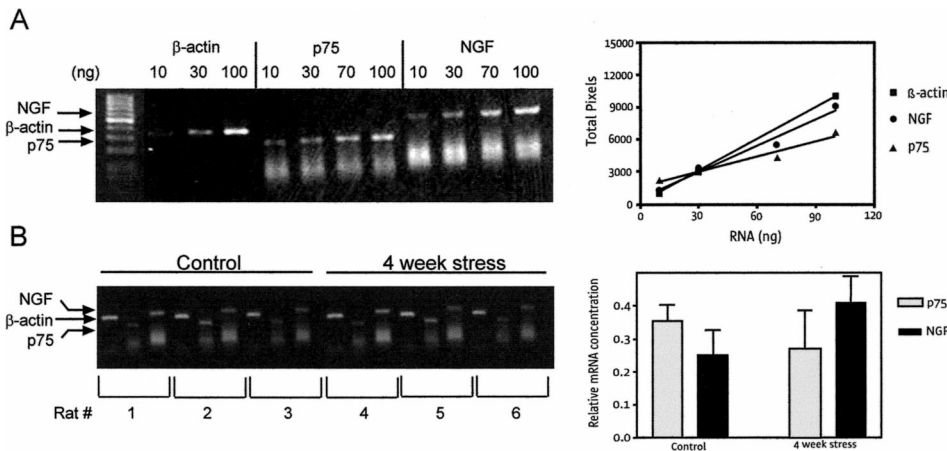 A
β-actin p75 NGF
(ng) 10 30 100 10 30 70 100 10 30 70 100
NGF
β-actin
p75
Total Pixels
15000
12000
9000
6000
3000
0
0 30 60 90 120
RNA (ng)
ß-actin
NGF
p75
B
Control 4 week stress
NGF
β-actin
p75
Rat # 1 2 3 4 5 6
Relative mRNA concentration
0.4
0.3
0.2
0.0
Control 4 week stress
p75
NGF